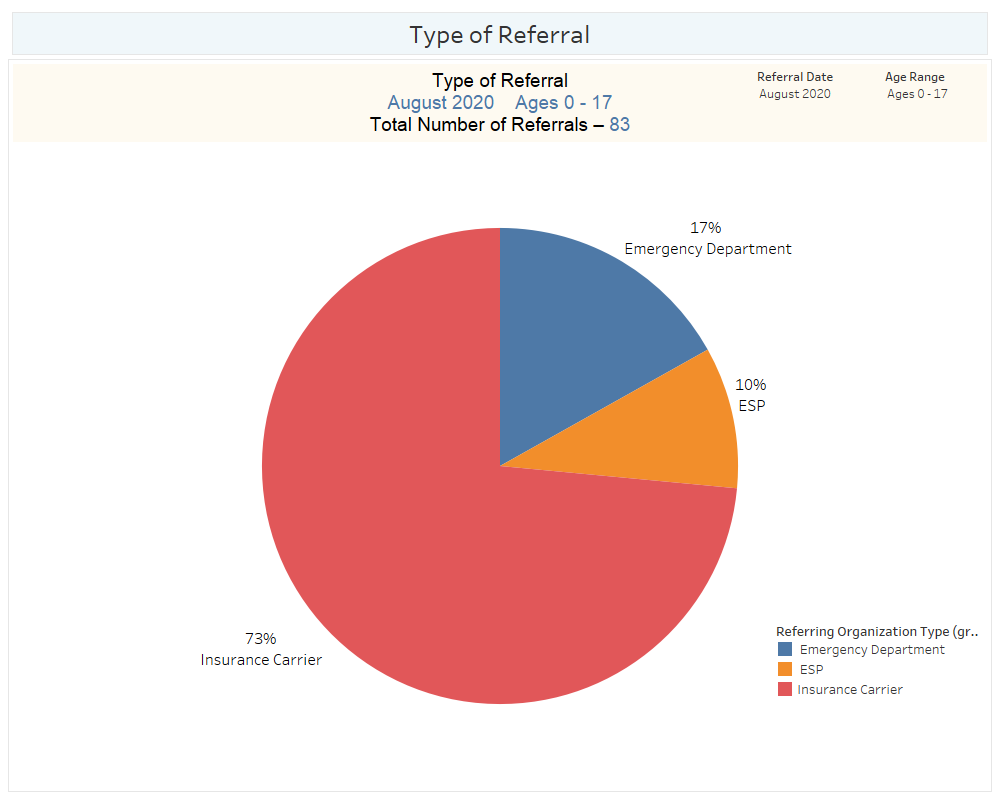 Type of Referral
Type of Referral
August 2020 Ages 0 - 17
Total Number of Referrals – 83
Referral Date
August 2020
Age Range
Ages 0 - 17
17%
Emergency Department
10%
ESP
73%
Insurance Carrier
Referring Organization Type (gr..
Emergency Department
ESP
Insurance Carrier